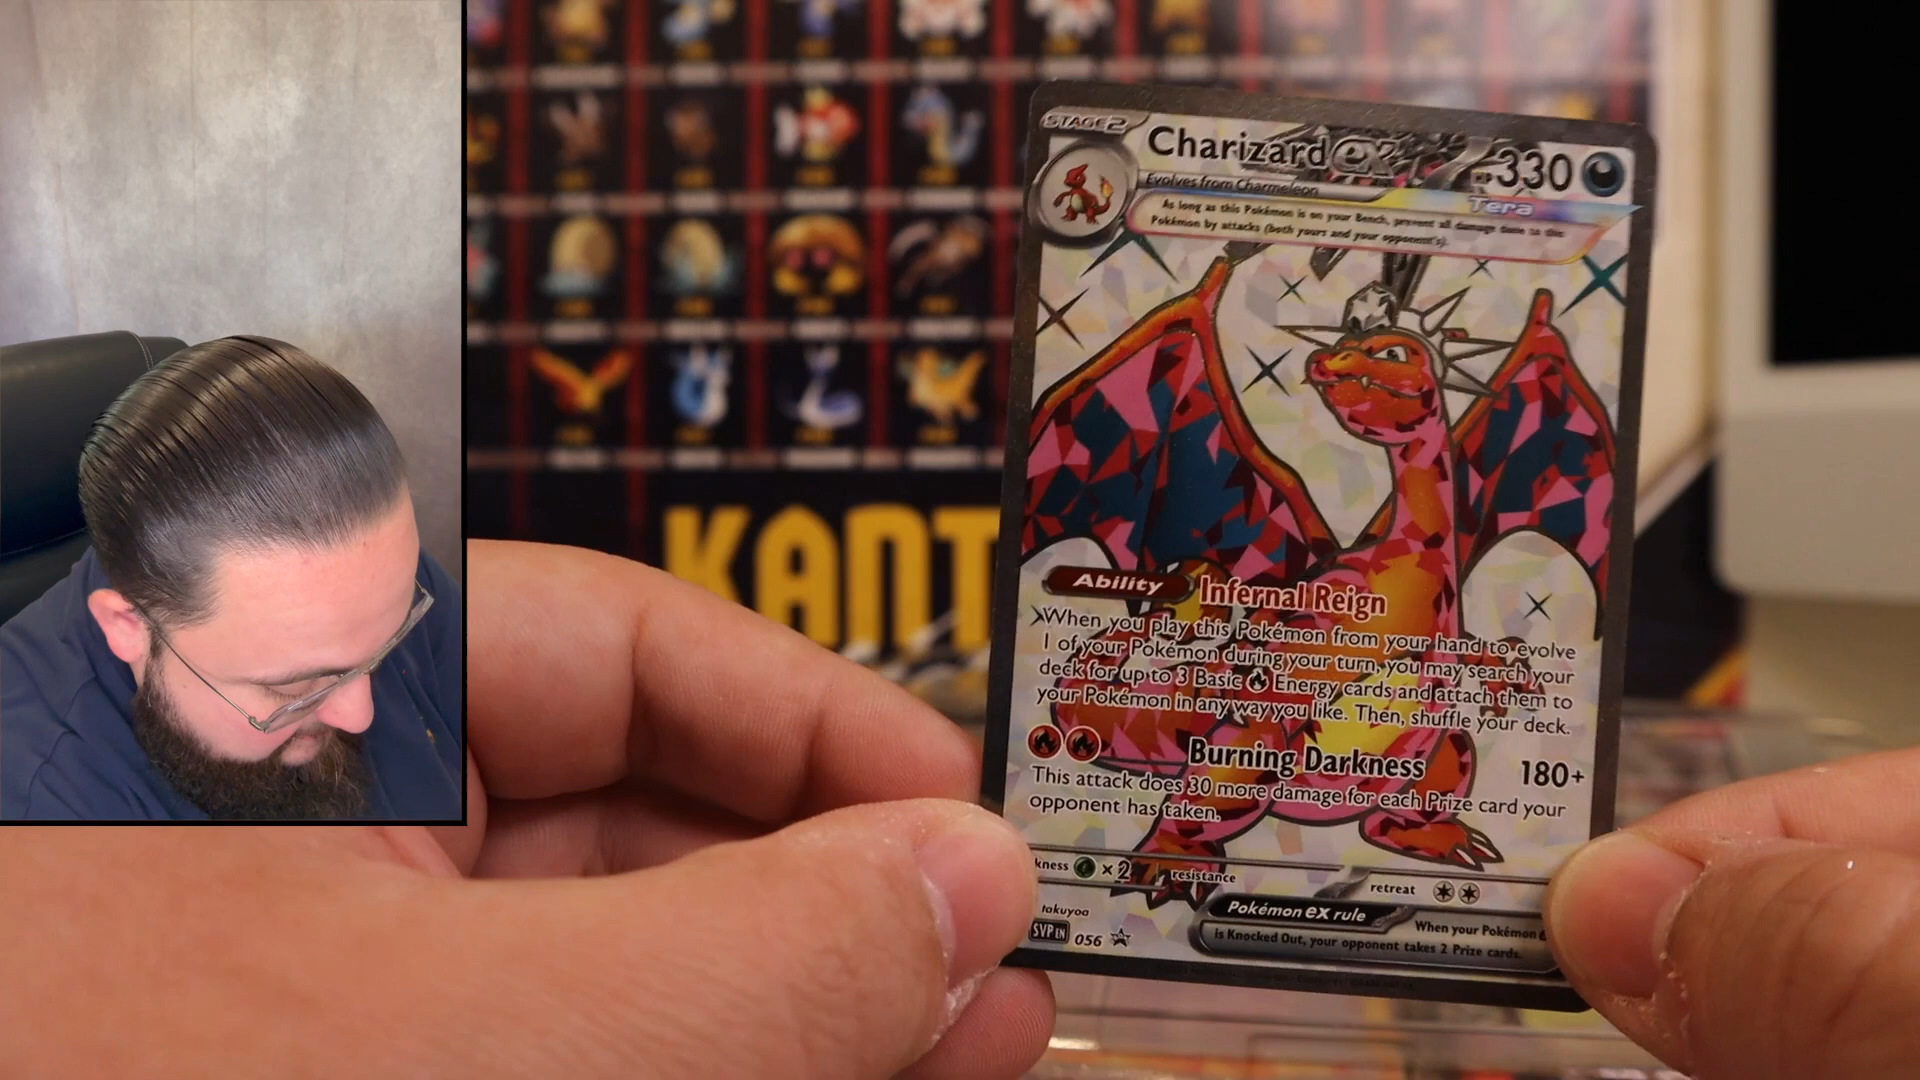 STAGE2
Charizard ex HP 330
Evolves from Charmeleon
Tera
As long as this Pokémon is on your Bench, prevent all damage done to this
Pokémon by attacks (both yours and your opponent's).
Ability Infernal Reign
When you play this Pokémon from your hand to evolve
1 of your Pokémon during your turn, you may search your
deck for up to 3 Basic Energy cards and attach them to
your Pokémon in any way you like. Then, shuffle your deck.
Burning Darkness 180+
This attack does 30 more damage for each Prize card your
opponent has taken.
kness ×2 resistance retreat
takuyoa
SVP EN 056
Pokémon ex rule When your Pokémon
is Knocked Out, your opponent takes 2 Prize cards.
KANT